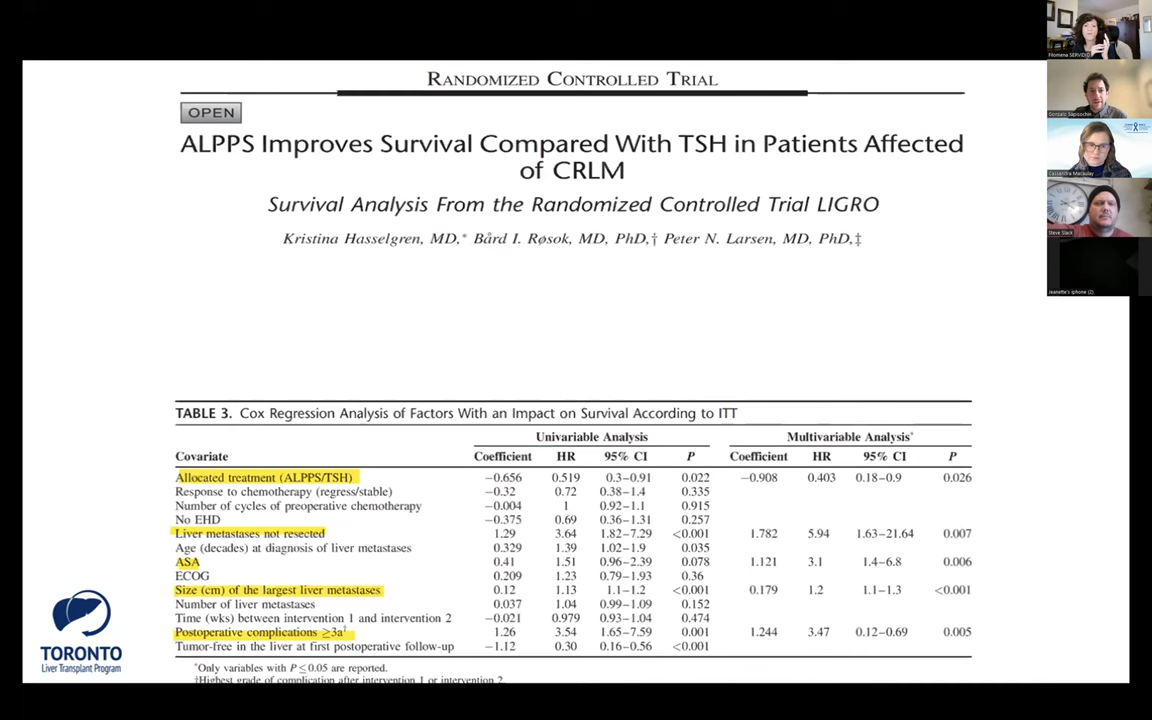 RANDOMIZED CONTROLLED TRIAL
OPEN
ALPPS Improves Survival Compared With TSH in Patients Affected
of CRLM
Survival Analysis From the Randomized Controlled Trial LIGRO
Kristina Hasselgren, MD,* Bård I. Røsok, MD, PhD,† Peter N. Larsen, MD, PhD,‡
TABLE 3. Cox Regression Analysis of Factors With an Impact on Survival According to ITT
Univariable Analysis Multivariable Analysis*
Covariate Coefficient HR 95% CI P Coefficient HR 95% CI P
Allocated treatment (ALPPS/TSH) −0.656 0.519 0.3–0.91 0.022 −0.908 0.403 0.18–0.9 0.026
Response to chemotherapy (regress/stable) −0.32 0.72 0.38–1.4 0.335
Number of cycles of preoperative chemotherapy −0.004 1 0.92–1.1 0.915
No EHD −0.375 0.69 0.36–1.31 0.257
Liver metastases not resected 1.29 3.64 1.82–7.29 <0.001 1.782 5.94 1.63–21.64 0.007
Age (decades) at diagnosis of liver metastases 0.329 1.39 1.02–1.9 0.035
ASA 0.41 1.51 0.96–2.39 0.078 1.121 3.1 1.4–6.8 0.006
ECOG 0.209 1.23 0.79–1.93 0.36
Size (cm) of the largest liver metastases 0.12 1.13 1.1–1.2 <0.001 0.179 1.2 1.1–1.3 <0.001
Number of liver metastases 0.037 1.04 0.99–1.09 0.152
Time (wks) between intervention 1 and intervention 2 −0.021 0.979 0.93–1.04 0.474
Postoperative complications ≥3a† 1.26 3.54 1.65–7.59 0.001 1.244 3.47 0.12–0.69 0.005
Tumor-free in the liver at first postoperative follow-up −1.12 0.30 0.16–0.56 <0.001
*Only variables with P ≤ 0.05 are reported.
†Highest grade of complication after intervention 1 or intervention 2.
TORONTO
Liver Transplant Program
Filomena SERVIDIO
Gonzalo Sapisochin
Cassandra Macaulay
Steve Slack
Jeanette's iphone (2)